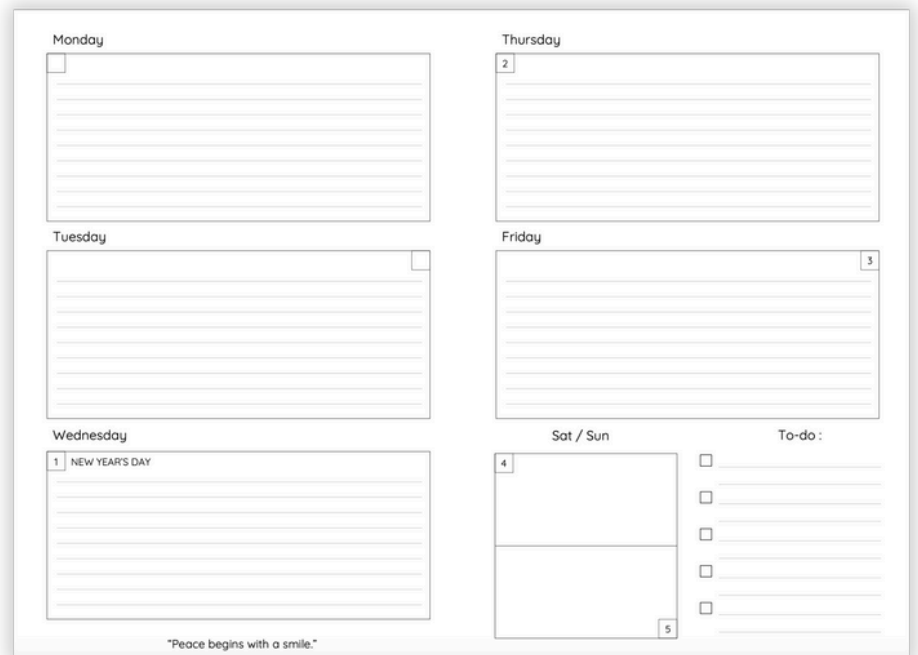 Monday
Tuesday
Wednesday
1 NEW YEAR'S DAY
"Peace begins with a smile."
Thursday
2
Friday
3
Sat / Sun
4
5
To-do :